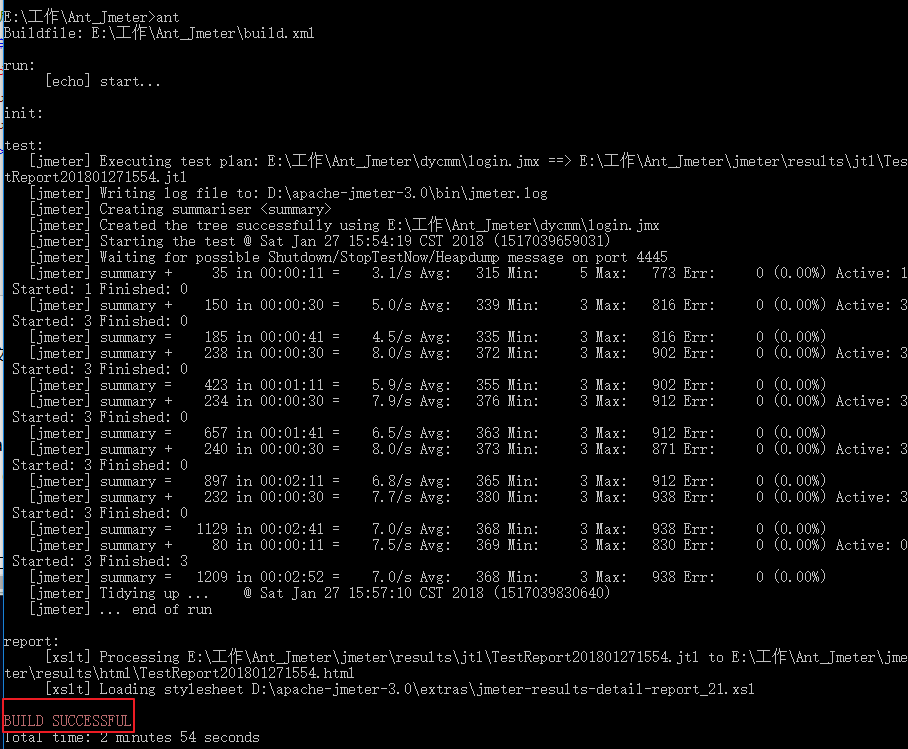 E:\工作\Ant_Jmeter>ant
Buildfile: E:\工作\Ant_Jmeter\build.xml
run:
[echo] start...
init:
test:
[jmeter] Executing test plan: E:\工作\Ant_Jmeter\dycmm\login.jmx ==> E:\工作\Ant_Jmeter\jmeter\results\jtl\Tes
tReport201801271554.jtl
[jmeter] Writing log file to: D:\apache-jmeter-3.0\bin\jmeter.log
[jmeter] Creating summariser <summary>
[jmeter] Created the tree successfully using E:\工作\Ant_Jmeter\dycmm\login.jmx
[jmeter] Starting the test @ Sat Jan 27 15:54:19 CST 2018 (1517039659031)
[jmeter] Waiting for possible Shutdown/StopTestNow/Heapdump message on port 4445
[jmeter] summary +     35 in 00:00:11 =    3.1/s Avg:   315 Min:     5 Max:   773 Err:     0 (0.00%) Active: 1
Started: 1 Finished: 0
[jmeter] summary +    150 in 00:00:30 =    5.0/s Avg:   339 Min:     3 Max:   816 Err:     0 (0.00%) Active: 3
Started: 3 Finished: 0
[jmeter] summary =    185 in 00:00:41 =    4.5/s Avg:   335 Min:     3 Max:   816 Err:     0 (0.00%)
[jmeter] summary +    238 in 00:00:30 =    8.0/s Avg:   372 Min:     3 Max:   902 Err:     0 (0.00%) Active: 3
Started: 3 Finished: 0
[jmeter] summary =    423 in 00:01:11 =    5.9/s Avg:   355 Min:     3 Max:   902 Err:     0 (0.00%)
[jmeter] summary +    234 in 00:00:30 =    7.9/s Avg:   376 Min:     3 Max:   912 Err:     0 (0.00%) Active: 3
Started: 3 Finished: 0
[jmeter] summary =    657 in 00:01:41 =    6.5/s Avg:   363 Min:     3 Max:   912 Err:     0 (0.00%)
[jmeter] summary +    240 in 00:00:30 =    8.0/s Avg:   373 Min:     3 Max:   871 Err:     0 (0.00%) Active: 3
Started: 3 Finished: 0
[jmeter] summary =    897 in 00:02:11 =    6.8/s Avg:   365 Min:     3 Max:   912 Err:     0 (0.00%)
[jmeter] summary +    232 in 00:00:30 =    7.7/s Avg:   380 Min:     3 Max:   938 Err:     0 (0.00%) Active: 3
Started: 3 Finished: 0
[jmeter] summary =   1129 in 00:02:41 =    7.0/s Avg:   368 Min:     3 Max:   938 Err:     0 (0.00%)
[jmeter] summary +     80 in 00:00:11 =    7.5/s Avg:   369 Min:     3 Max:   830 Err:     0 (0.00%) Active: 0
Started: 3 Finished: 3
[jmeter] summary =   1209 in 00:02:52 =    7.0/s Avg:   368 Min:     3 Max:   938 Err:     0 (0.00%)
[jmeter] Tidying up ...    @ Sat Jan 27 15:57:10 CST 2018 (1517039830640)
[jmeter] ... end of run
report:
[xslt] Processing E:\工作\Ant_Jmeter\jmeter\results\jtl\TestReport201801271554.jtl to E:\工作\Ant_Jmeter\jme
ter\results\html\TestReport201801271554.html
[xslt] Loading stylesheet D:\apache-jmeter-3.0\extras\jmeter-results-detail-report_21.xsl
BUILD SUCCESSFUL
Total time: 2 minutes 54 seconds